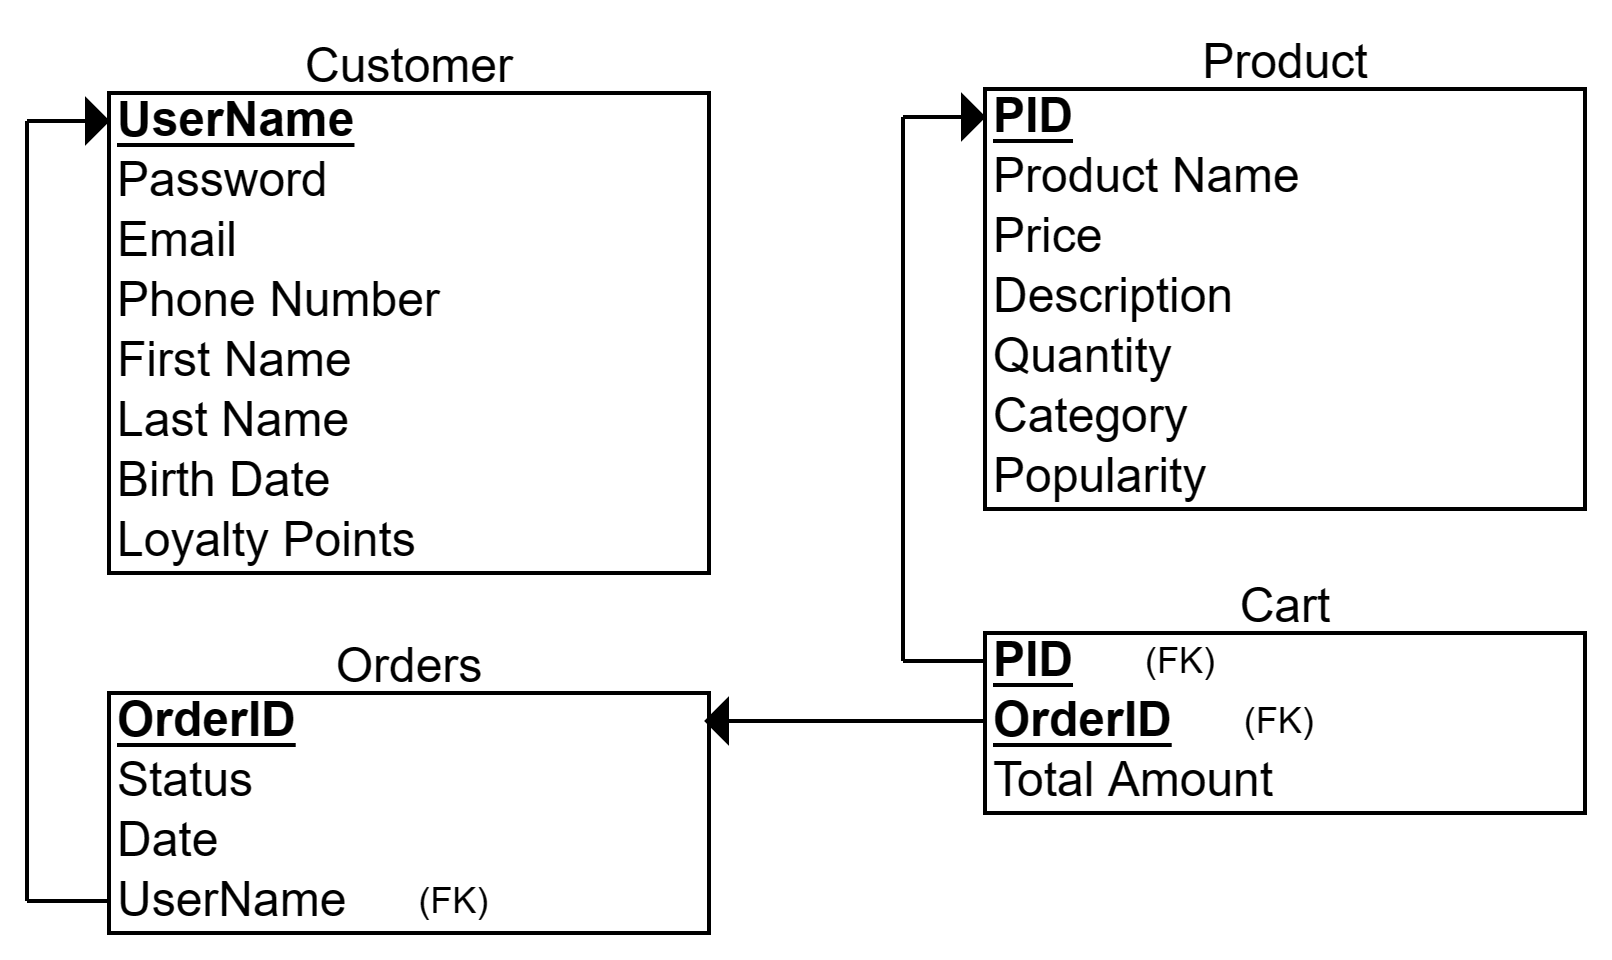 Customer
UserName
Password
Email
Phone Number
First Name
Last Name
Birth Date
Loyalty Points
Orders
OrderID
Status
Date
UserName (FK)
Product
PID
Product Name
Price
Description
Quantity
Category
Popularity
Cart
PID (FK)
OrderID (FK)
Total Amount